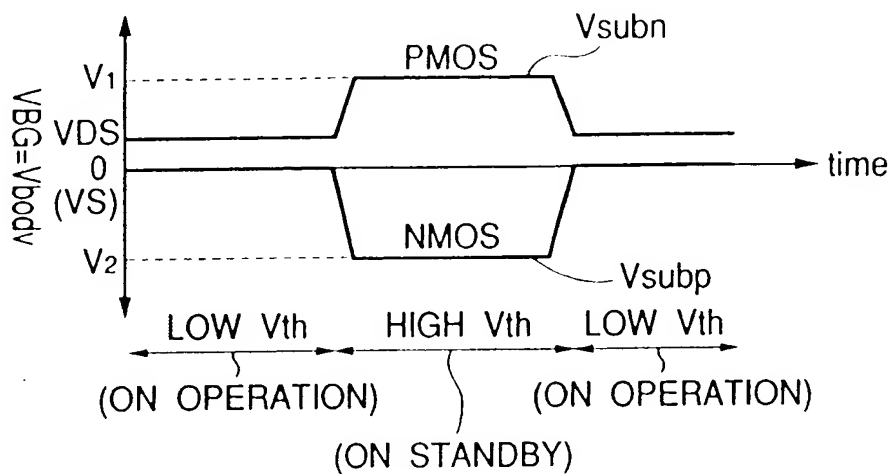 Vsubn
PMOS
V1
VDS
0
(VS)
VBG=Vbody
time
NMOS
V2
Vsubp
LOW Vth HIGH Vth LOW Vth
(ON OPERATION) (ON OPERATION)
(ON STANDBY)